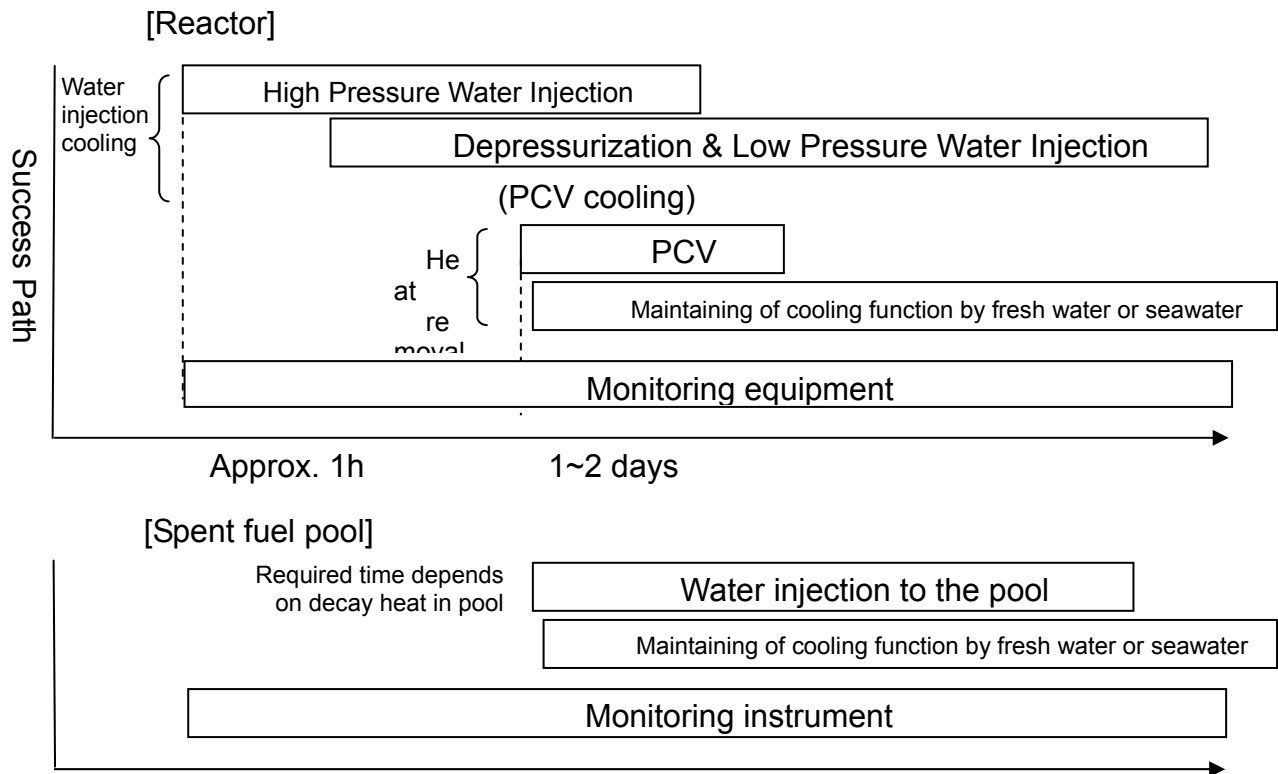 [Reactor]
Water
injection
cooling
High Pressure Water Injection
Depressurization & Low Pressure Water Injection
Success Path
(PCV cooling)
He
at
re
moval
PCV
Maintaining of cooling function by fresh water or seawater
Monitoring equipment
Approx. 1h
1~2 days
[Spent fuel pool]
Required time depends
on decay heat in pool
Water injection to the pool
Maintaining of cooling function by fresh water or seawater
Monitoring instrument